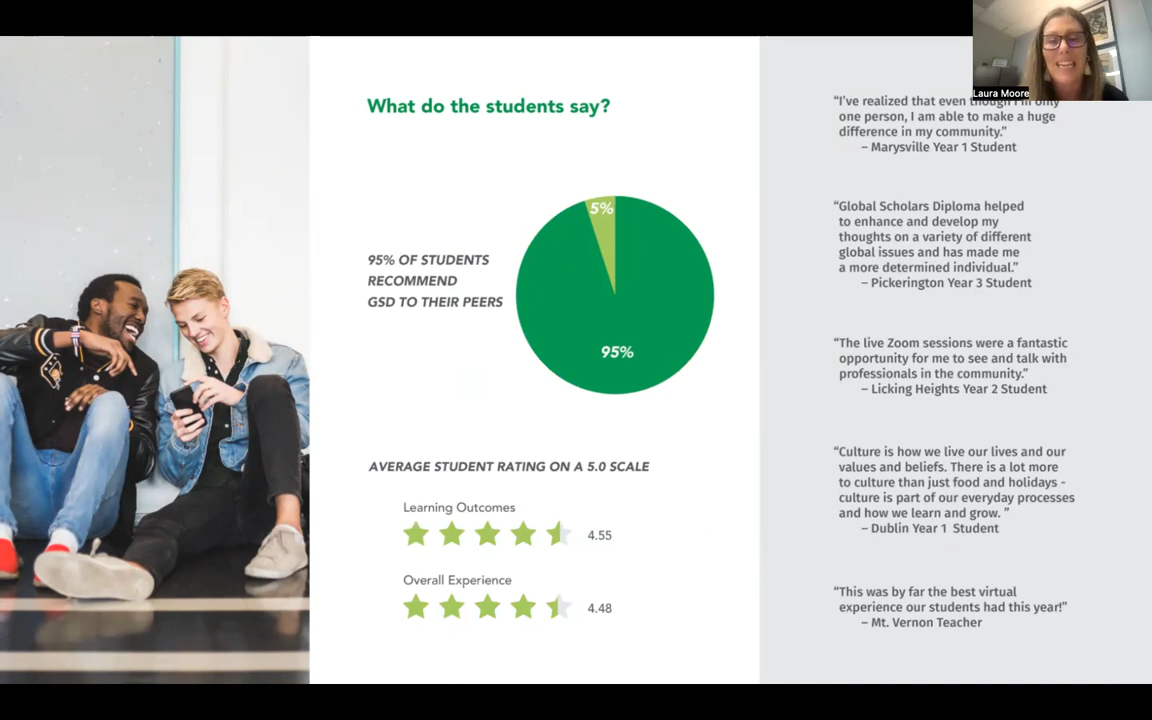 Laura Moore
What do the students say?
5%
95% OF STUDENTS
RECOMMEND
GSD TO THEIR PEERS
95%
AVERAGE STUDENT RATING ON A 5.0 SCALE
Learning Outcomes
4.55
Overall Experience
4.48
“I’ve realized that even though I’m only
one person, I am able to make a huge
difference in my community.”
– Marysville Year 1 Student
“Global Scholars Diploma helped
to enhance and develop my
thoughts on a variety of different
global issues and has made me
a more determined individual.”
– Pickerington Year 3 Student
“The live Zoom sessions were a fantastic
opportunity for me to see and talk with
professionals in the community.”
– Licking Heights Year 2 Student
“Culture is how we live our lives and our
values and beliefs. There is a lot more
to culture than just food and holidays -
culture is part of our everyday processes
and how we learn and grow. ”
– Dublin Year 1 Student
“This was by far the best virtual
experience our students had this year!”
– Mt. Vernon Teacher